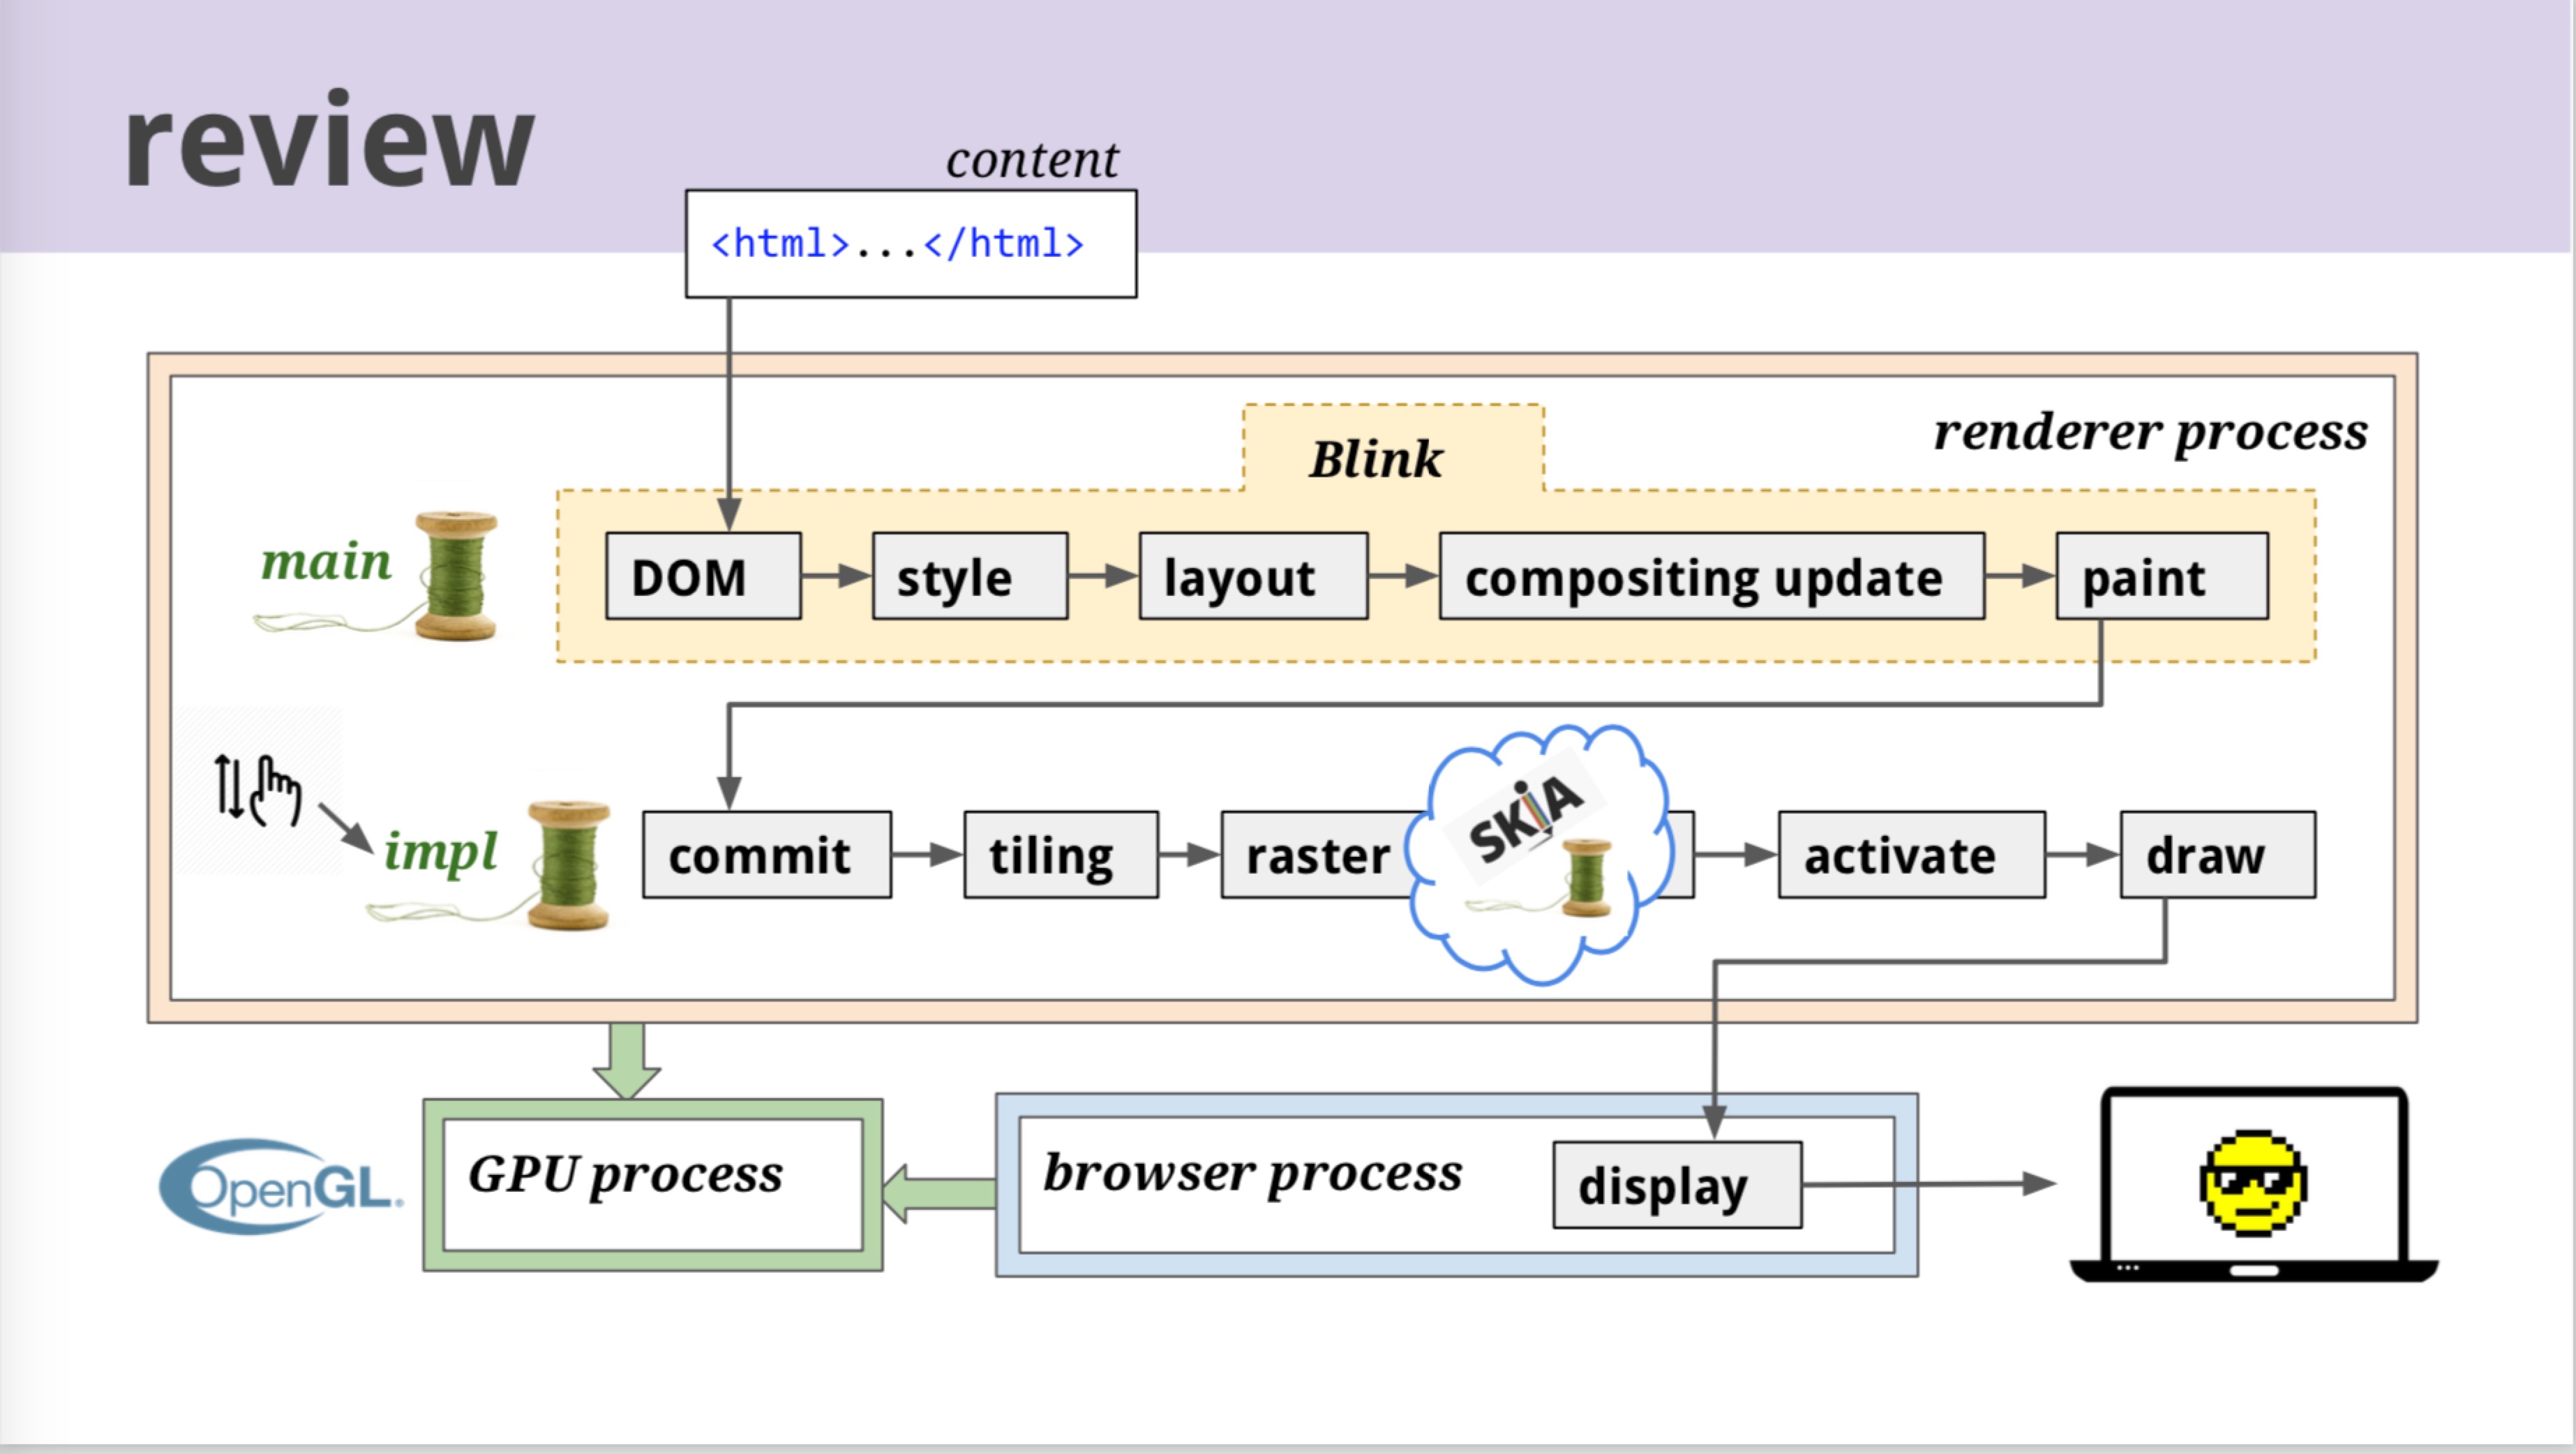 review
content
<html>...</html>
renderer process
Blink
main
DOM
style
layout
compositing update
paint
impl
commit
tiling
raster
SKiA
activate
draw
OpenGL®
GPU process
browser process
display